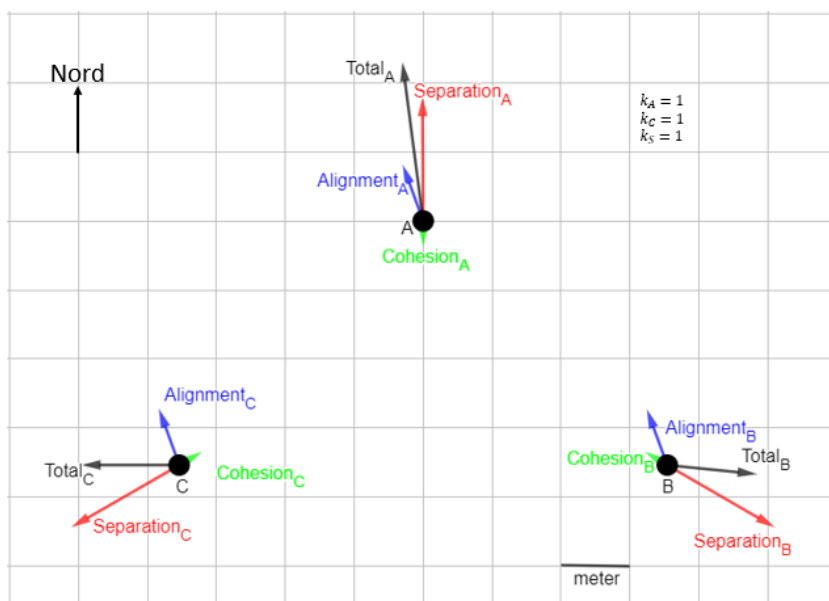 Nord
Total_A
Separation_A
k_A = 1
k_C = 1
k_S = 1
Alignment_A
A
Cohesion_A
Alignment_C
Total_C
C
Cohesion_C
Separation_C
Alignment_B
Cohesion_B
Total_B
B
Separation_B
meter